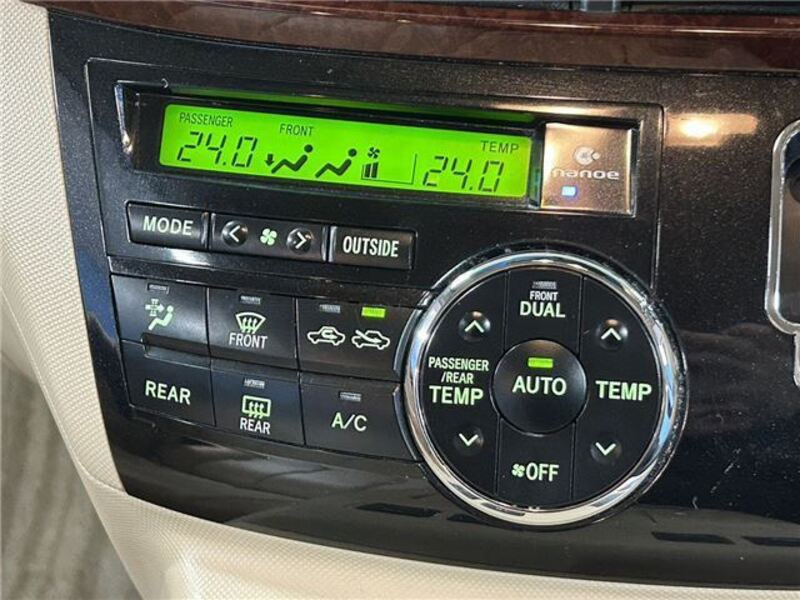 PASSENGER FRONT TEMP
24.0 24.0
nanoe
MODE
OUTSIDE
FRONT
DUAL
FRONT
PASSENGER
/REAR
TEMP
AUTO
TEMP
REAR
REAR
A/C
OFF